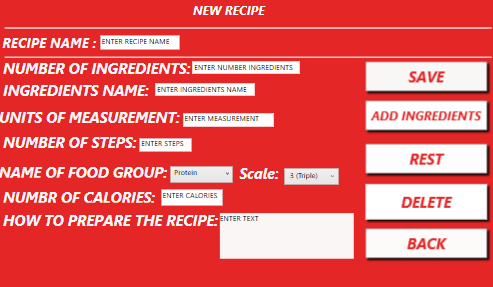 NEW RECIPE
RECIPE NAME : ENTER RECIPE NAME
NUMBER OF INGREDIENTS: ENTER NUMBER INGREDIENTS
SAVE
INGREDIENTS NAME: ENTER INGREDIENTS NAME
UNITS OF MEASUREMENT: ENTER MEASUREMENT
ADD INGREDIENTS
NUMBER OF STEPS: ENTER STEPS
REST
NAME OF FOOD GROUP: Protein Scale: 3 (Triple)
NUMBR OF CALORIES: ENTER CALORIES
DELETE
HOW TO PREPARE THE RECIPE: ENTER TEXT
BACK